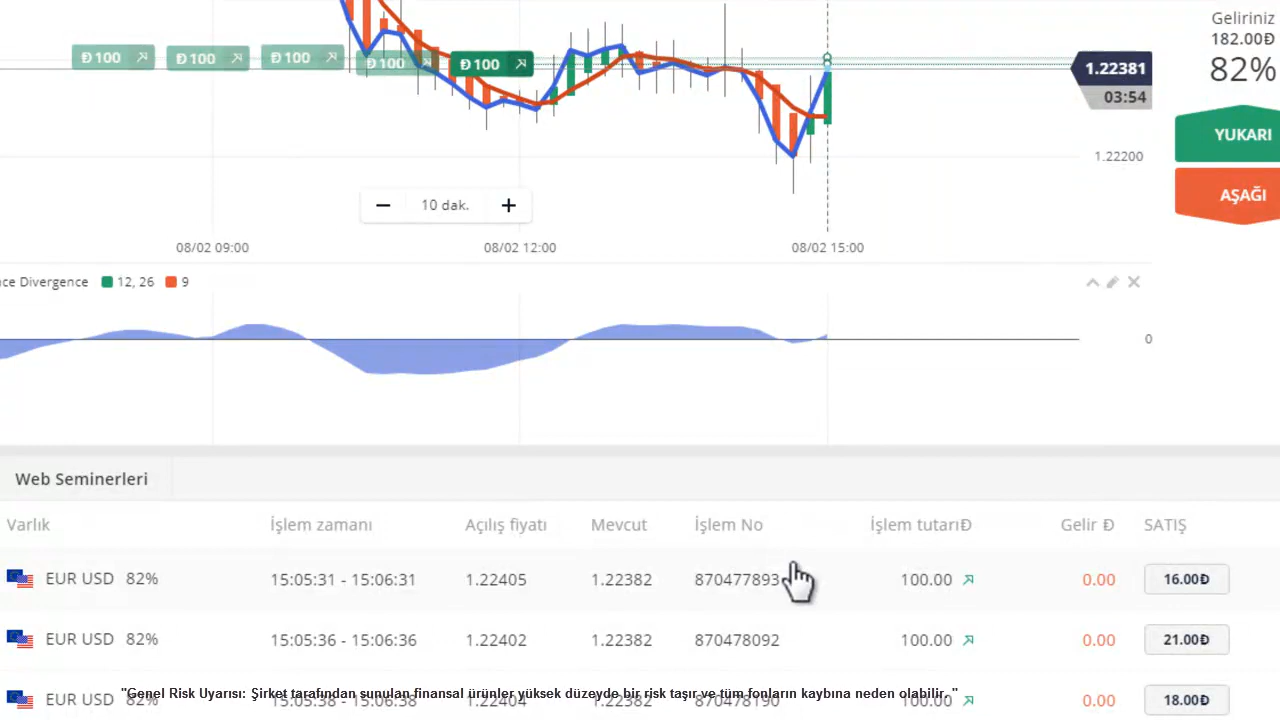 Geliriniz
182.00Đ
82%
Đ 100
Đ 100
Đ 100
Đ 100
Đ 100
1.22381
03:54
YUKARI
1.22200
AŞAĞI
10 dak.
08/02 09:00 08/02 12:00 08/02 15:00
ce Divergence 12, 26 9
0
Web Seminerleri
Varlık İşlem zamanı Açılış fiyatı Mevcut İşlem No İşlem tutarıĐ Gelir Đ SATIŞ
EUR USD 82% 15:05:31 - 15:06:31 1.22405 1.22382 870477893 100.00 0.00 16.00Đ
EUR USD 82% 15:05:36 - 15:06:36 1.22402 1.22382 870478092 100.00 0.00 21.00Đ
EUR USD 82% 15:05:38 - 15:06:38 1.22404 1.22382 870478190 100.00 0.00 18.00Đ
"Genel Risk Uyarısı: Şirket tarafından sunulan finansal ürünler yüksek düzeyde bir risk taşır ve tüm fonların kaybına neden olabilir. "